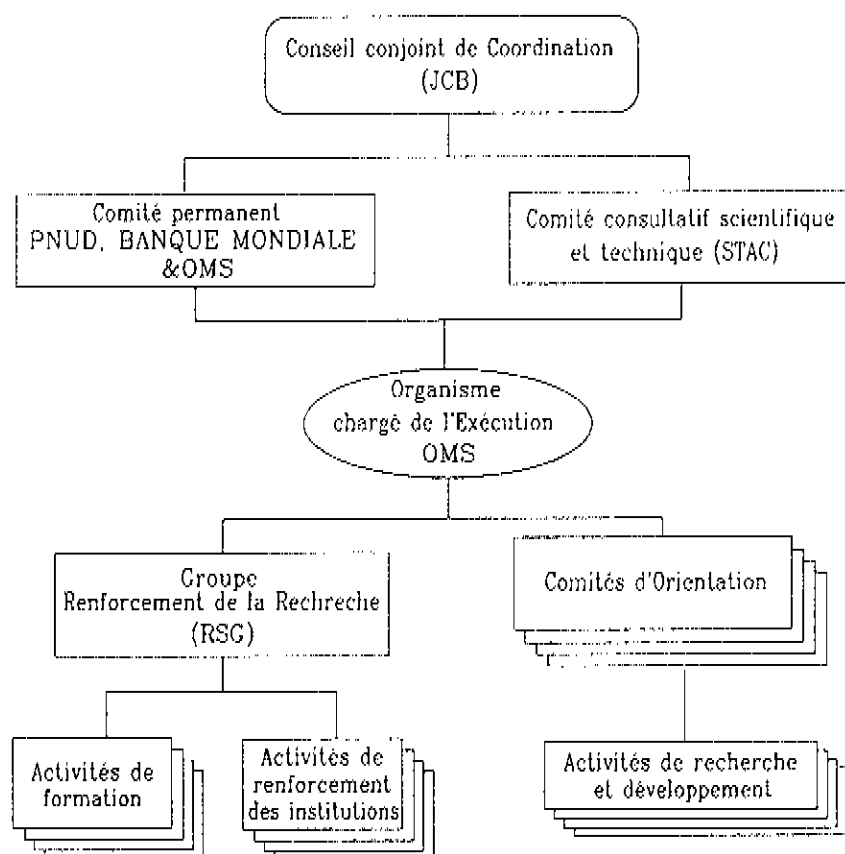 Conseil conjoint de Coordination
(JCB)
Comité permanent
PNUD, BANQUE MONDIALE
&OMS
Comité consultatif scientifique
et technique (STAC)
Organisme
chargé de l'Exécution
OMS
Groupe
Renforcement de la Rechreche
(RSG)
Comités d'Orientation
Activités de
formation
Activités de
renforcement
des institutions
Activités de recherche
et développement